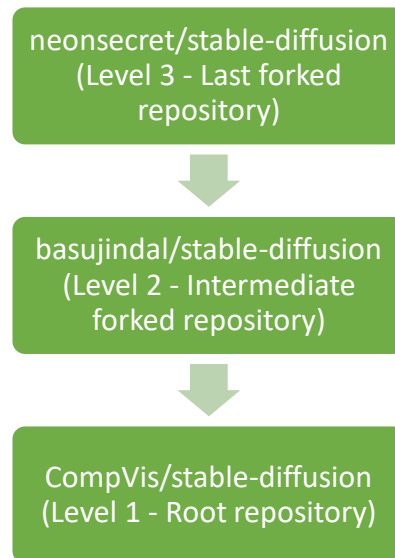 neonsecret/stable-diffusion
(Level 3 - Last forked
repository)
basujindal/stable-diffusion
(Level 2 - Intermediate
forked repository)
CompVis/stable-diffusion
(Level 1 - Root repository)